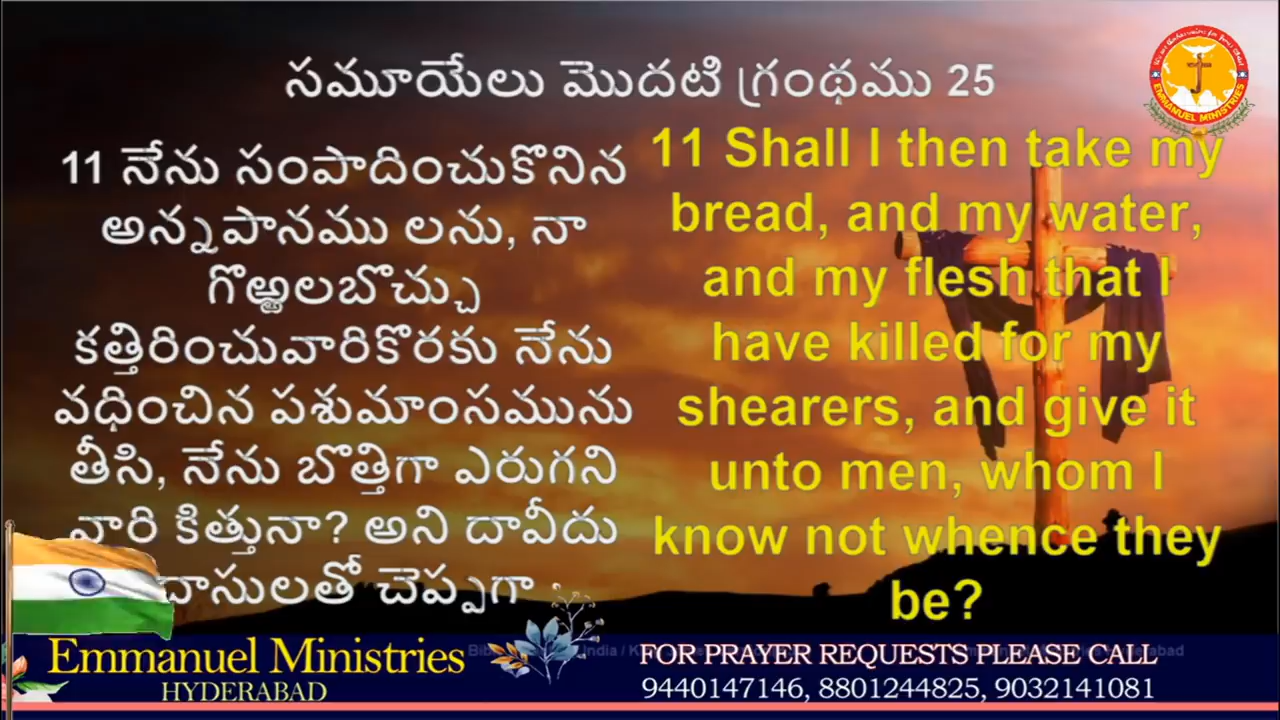 సమూయేలు మొదటి గ్రంథము 25
11 నేను సంపాదించుకొనిన
అన్నపానము లను, నా
గొఱ్ఱలబొచ్చు
కత్తిరించువారికొరకు నేను
వధించిన పశుమాంసమును
తీసి, నేను బొత్తిగా ఎరుగని
వారి కిత్తునా? అని దావీదు
దాసులతో చెప్పగా
11 Shall I then take my
bread, and my water,
and my flesh that I
have killed for my
shearers, and give it
unto men, whom I
know not whence they
be?
EMMANUEL MINISTRIES
Emmanuel Ministries
HYDERABAD
FOR PRAYER REQUESTS PLEASE CALL
9440147146, 8801244825, 9032141081